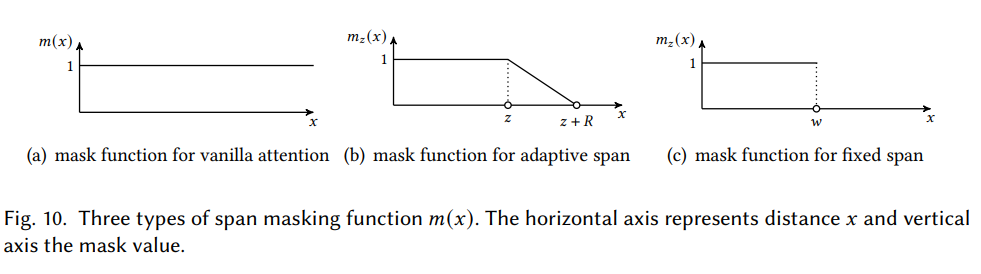 m(x)
1
x
m_z(x)
1
z
z + R
x
m_z(x)
1
w
x
(a) mask function for vanilla attention
(b) mask function for adaptive span
(c) mask function for fixed span
Fig. 10. Three types of span masking function m(x). The horizontal axis represents distance x and vertical
axis the mask value.